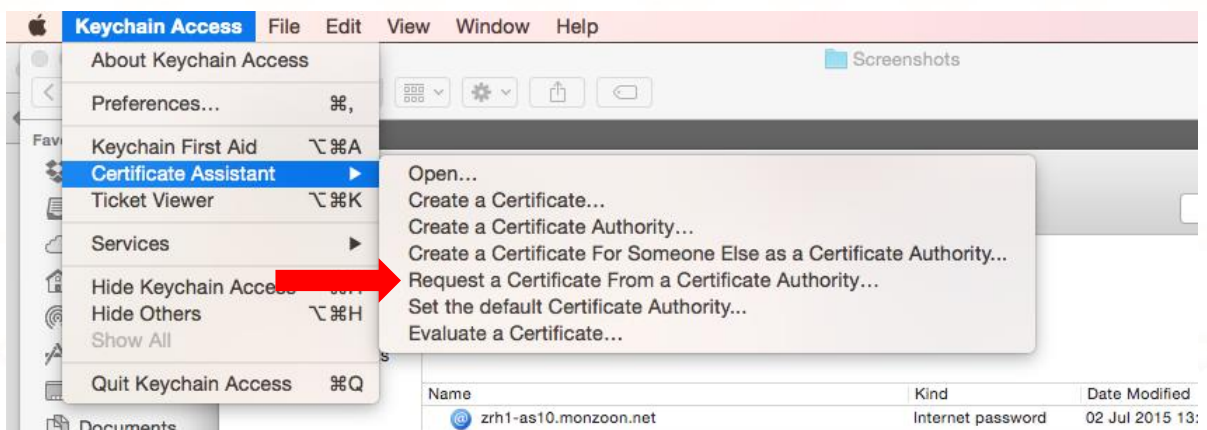 Keychain Access File Edit View Window Help
About Keychain Access
Screenshots
Preferences... ⌘,
Keychain First Aid ⌥⌘A
Certificate Assistant
Ticket Viewer ⌥⌘K
Services
Hide Keychain Access
Hide Others ⌥⌘H
Show All
Quit Keychain Access ⌘Q
Open...
Create a Certificate...
Create a Certificate Authority...
Create a Certificate For Someone Else as a Certificate Authority...
Request a Certificate From a Certificate Authority...
Set the default Certificate Authority...
Evaluate a Certificate...
Fav
Documents
Name Kind Date Modified
zrh1-as10.monzoon.net Internet password 02 Jul 2015 13: